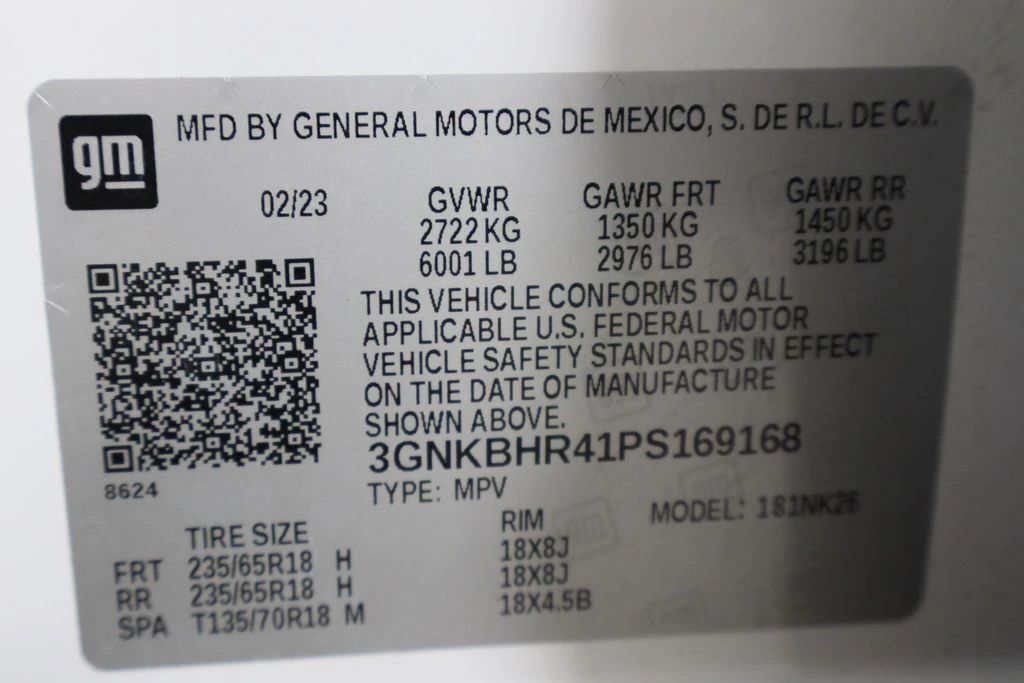 gm
MFD BY GENERAL MOTORS DE MEXICO, S. DE R.L. DE C.V.
02/23 GVWR GAWR FRT GAWR RR
2722 KG 1350 KG 1450 KG
6001 LB 2976 LB 3196 LB
THIS VEHICLE CONFORMS TO ALL
APPLICABLE U.S. FEDERAL MOTOR
VEHICLE SAFETY STANDARDS IN EFFECT
ON THE DATE OF MANUFACTURE
SHOWN ABOVE.
3GNKBHR41PS169168
8624
TYPE: MPV
MODEL: 181NK26
TIRE SIZE RIM
FRT 235/65R18 H 18X8J
RR 235/65R18 H 18X8J
SPA T135/70R18 M 18X4.5B